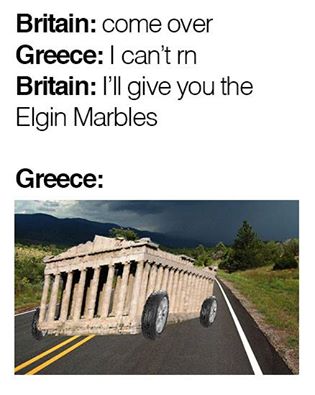 Britain: come over
Greece: I can't rn
Britain: I'll give you the
Elgin Marbles
Greece: